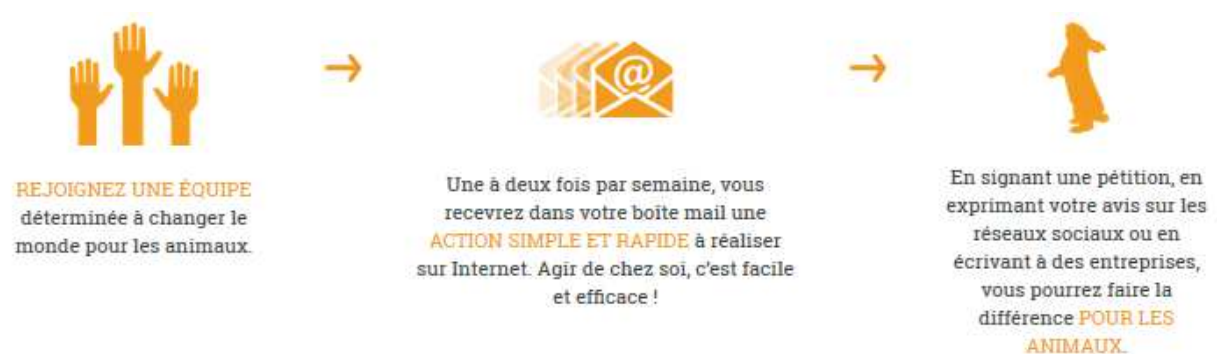 REJOIGNEZ UNE ÉQUIPE
déterminée à changer le
monde pour les animaux.
Une à deux fois par semaine, vous
recevrez dans votre boîte mail une
ACTION SIMPLE ET RAPIDE à réaliser
sur Internet. Agir de chez soi, c'est facile
et efficace !
En signant une pétition, en
exprimant votre avis sur les
réseaux sociaux ou en
écrivant à des entreprises,
vous pourrez faire la
différence POUR LES
ANIMAUX.